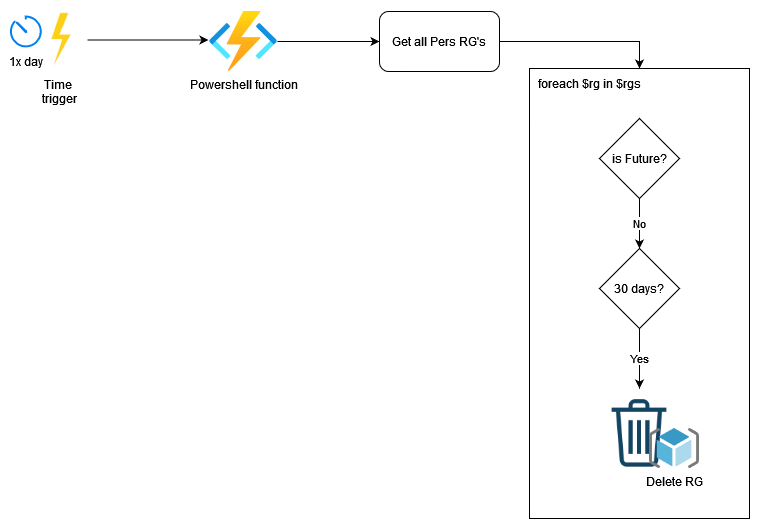 1x day
Time
trigger
Powershell function
Get all Pers RG's
foreach $rg in $rgs
is Future?
No
30 days?
Yes
Delete RG